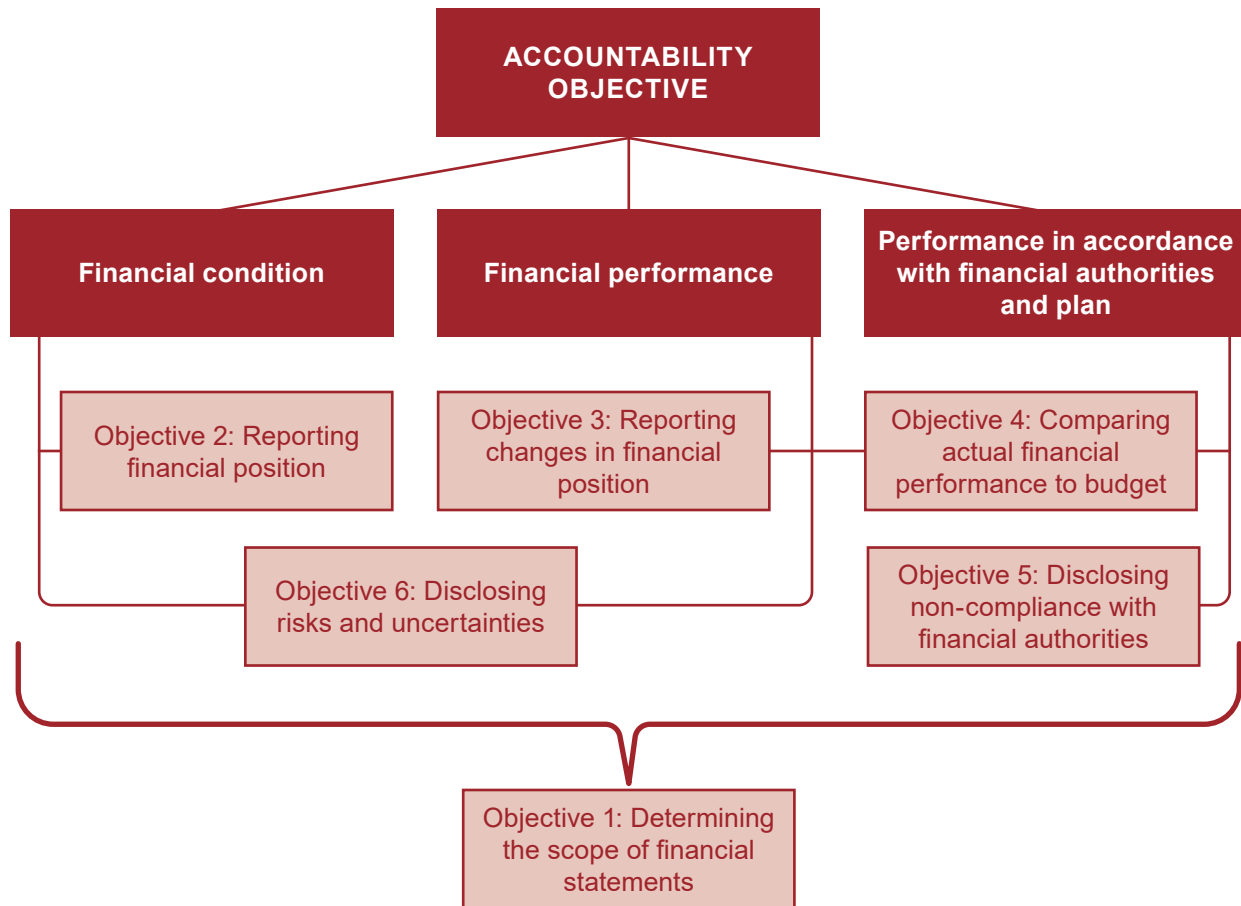 ACCOUNTABILITY
OBJECTIVE
Financial condition
Financial performance
Performance in accordance
with financial authorities
and plan
Objective 2: Reporting
financial position
Objective 3: Reporting
changes in financial
position
Objective 4: Comparing
actual financial
performance to budget
Objective 6: Disclosing
risks and uncertainties
Objective 5: Disclosing
non-compliance with
financial authorities
Objective 1: Determining
the scope of financial
statements